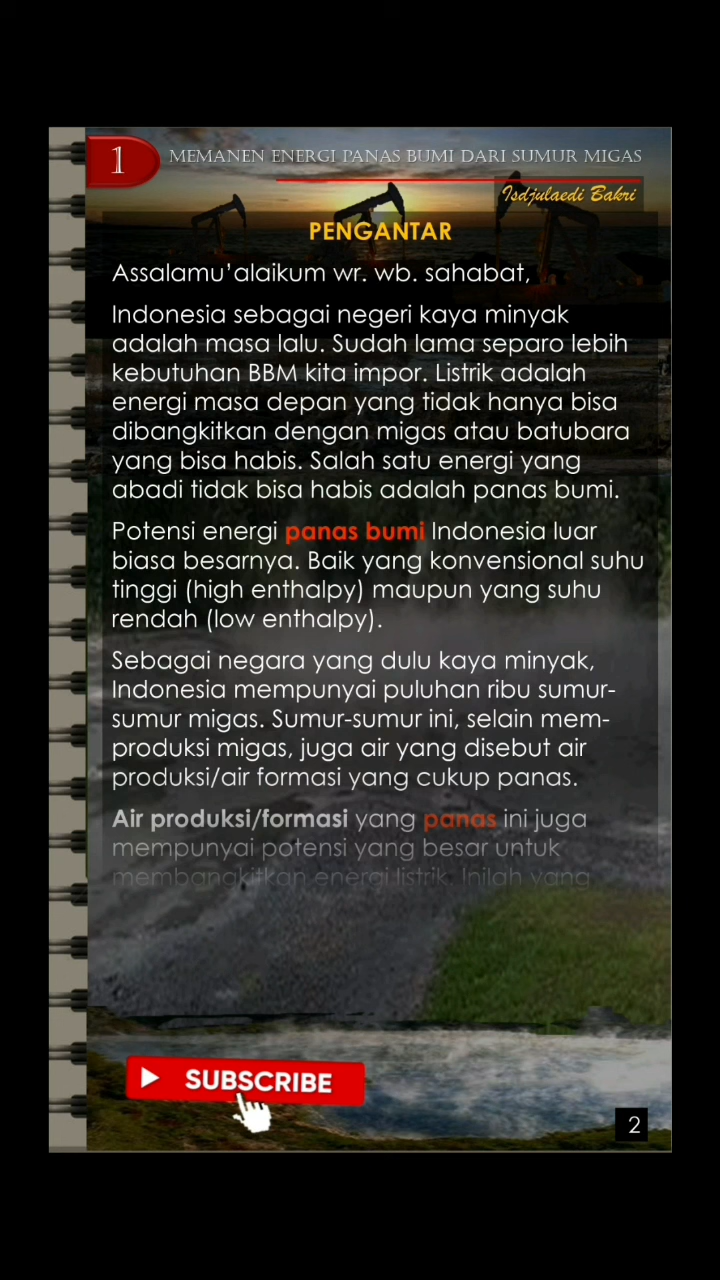 1
MEMANEN ENERGI PANAS BUMI DARI SUMUR MIGAS
Isdjulaedi Bakri
PENGANTAR
Assalamu’alaikum wr. wb. sahabat,
Indonesia sebagai negeri kaya minyak
adalah masa lalu. Sudah lama separo lebih
kebutuhan BBM kita impor. Listrik adalah
energi masa depan yang tidak hanya bisa
dibangkitkan dengan migas atau batubara
yang bisa habis. Salah satu energi yang
abadi tidak bisa habis adalah panas bumi.
Potensi energi panas bumi Indonesia luar
biasa besarnya. Baik yang konvensional suhu
tinggi (high enthalpy) maupun yang suhu
rendah (low enthalpy).
Sebagai negara yang dulu kaya minyak,
Indonesia mempunyai puluhan ribu sumur-
sumur migas. Sumur-sumur ini, selain mem-
produksi migas, juga air yang disebut air
produksi/air formasi yang cukup panas.
Air produksi/formasi yang panas ini juga
mempunyai potensi yang besar untuk
membangkitkan energi listrik. Inilah yang
SUBSCRIBE
2